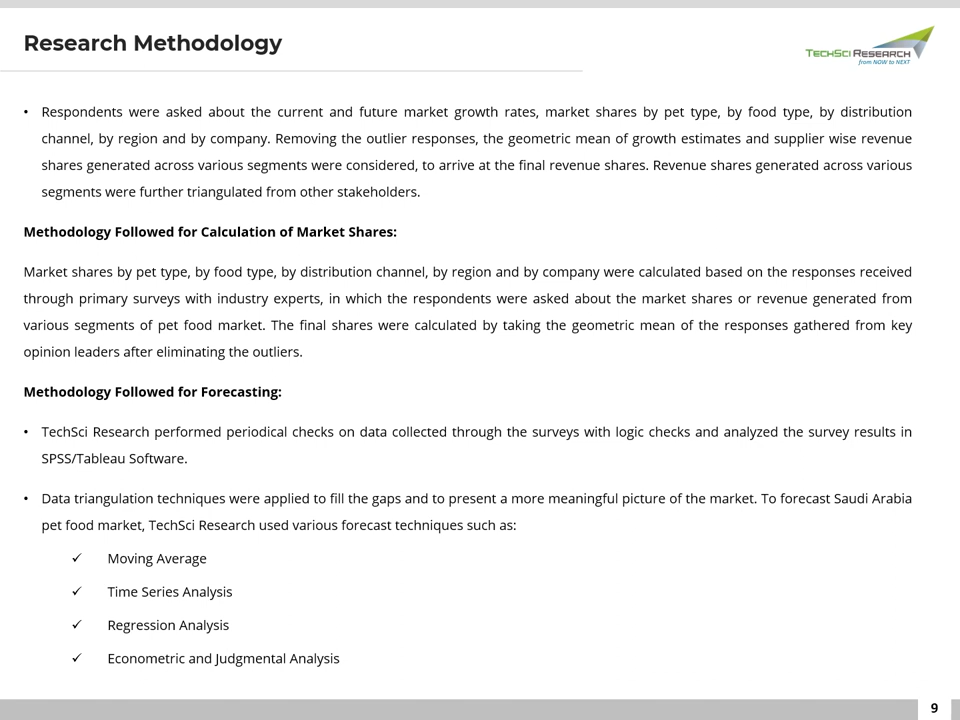 Research Methodology
TechSci Research
from NOW to NEXT
• Respondents were asked about the current and future market growth rates, market shares by pet type, by food type, by distribution
channel, by region and by company. Removing the outlier responses, the geometric mean of growth estimates and supplier wise revenue
shares generated across various segments were considered, to arrive at the final revenue shares. Revenue shares generated across various
segments were further triangulated from other stakeholders.
Methodology Followed for Calculation of Market Shares:
Market shares by pet type, by food type, by distribution channel, by region and by company were calculated based on the responses received
through primary surveys with industry experts, in which the respondents were asked about the market shares or revenue generated from
various segments of pet food market. The final shares were calculated by taking the geometric mean of the responses gathered from key
opinion leaders after eliminating the outliers.
Methodology Followed for Forecasting:
• TechSci Research performed periodical checks on data collected through the surveys with logic checks and analyzed the survey results in
SPSS/Tableau Software.
• Data triangulation techniques were applied to fill the gaps and to present a more meaningful picture of the market. To forecast Saudi Arabia
pet food market, TechSci Research used various forecast techniques such as:
✓ Moving Average
✓ Time Series Analysis
✓ Regression Analysis
✓ Econometric and Judgmental Analysis
9